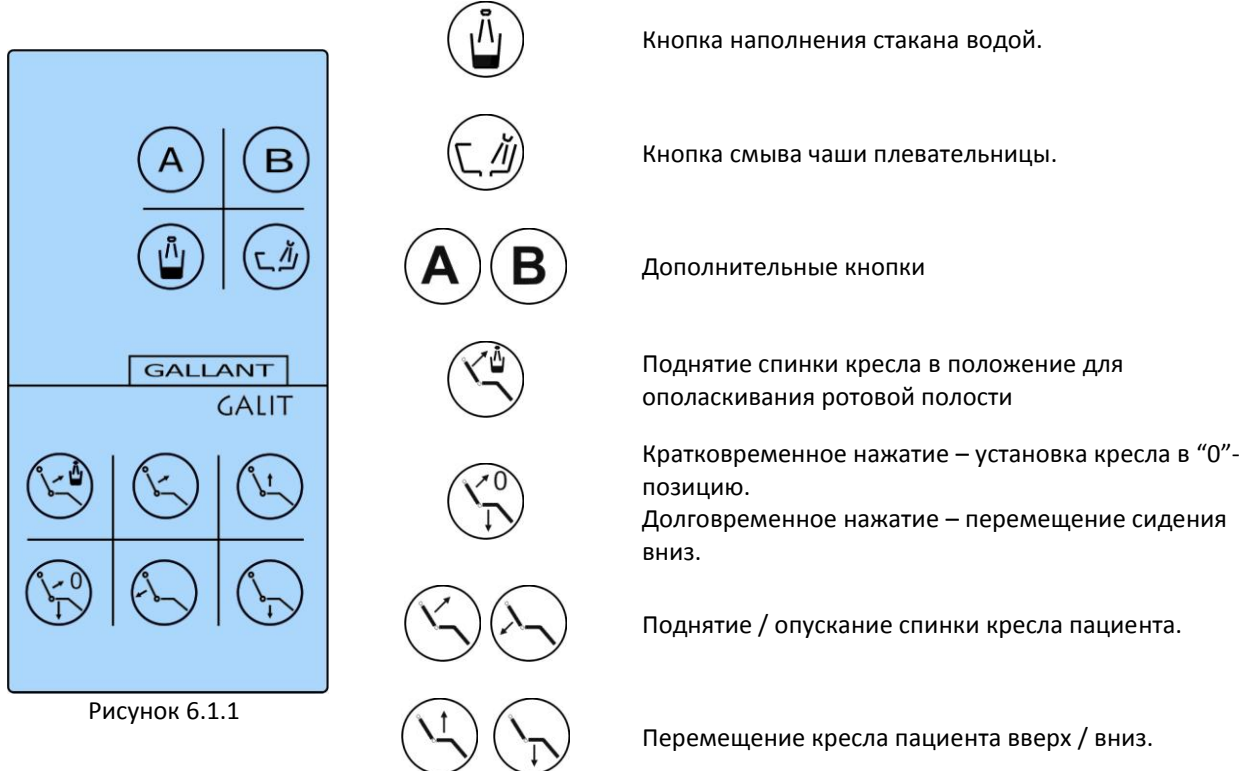 Кнопка наполнения стакана водой.
A
B
Кнопка смыва чаши плевательницы.
A B
Дополнительные кнопки
GALLANT
GALIT
Поднятие спинки кресла в положение для
ополаскивания ротовой полости
0
0
Кратковременное нажатие – установка кресла в “0”-
позицию.
Долговременное нажатие – перемещение сидения
вниз.
Поднятие / опускание спинки кресла пациента.
Рисунок 6.1.1
Перемещение кресла пациента вверх / вниз.